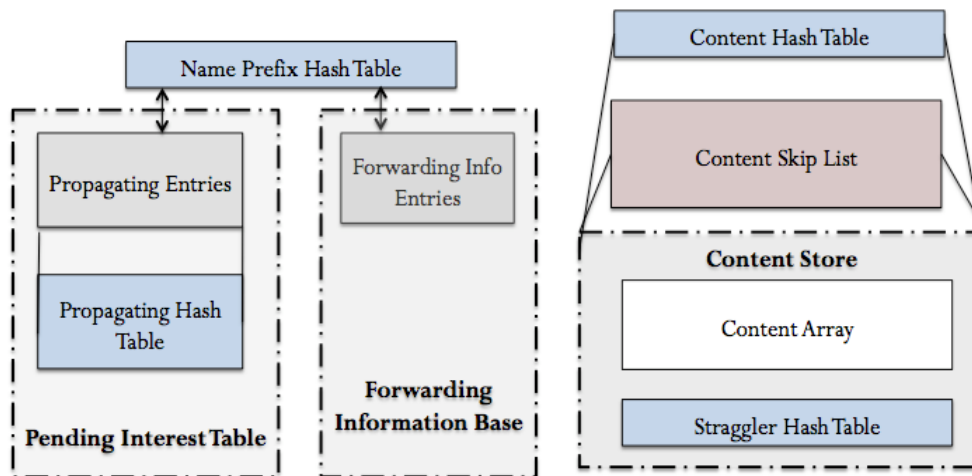 Name Prefix Hash Table
Propagating Entries
Propagating Hash
Table
Pending Interest Table
Forwarding Info
Entries
Forwarding
Information Base
Content Hash Table
Content Skip List
Content Store
Content Array
Straggler Hash Table